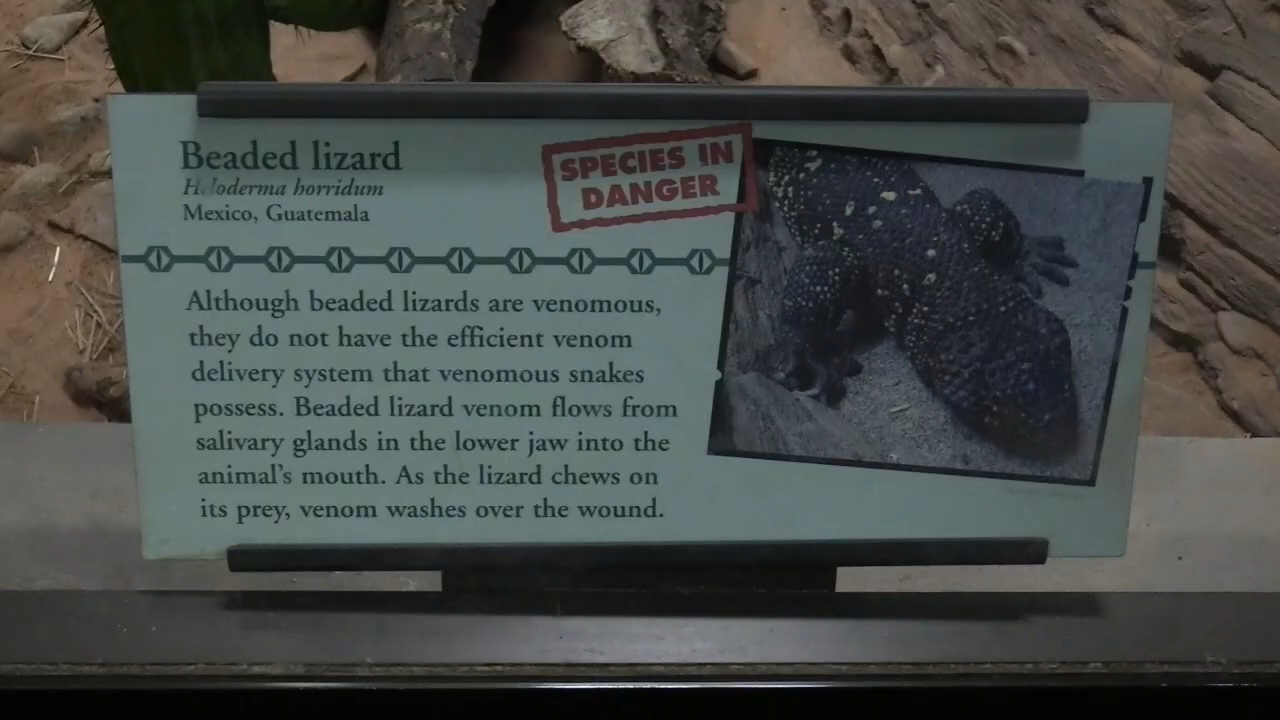 Beaded lizard
Heloderma horridum
Mexico, Guatemala
SPECIES IN
DANGER
Although beaded lizards are venomous,
they do not have the efficient venom
delivery system that venomous snakes
possess. Beaded lizard venom flows from
salivary glands in the lower jaw into the
animal's mouth. As the lizard chews on
its prey, venom washes over the wound.